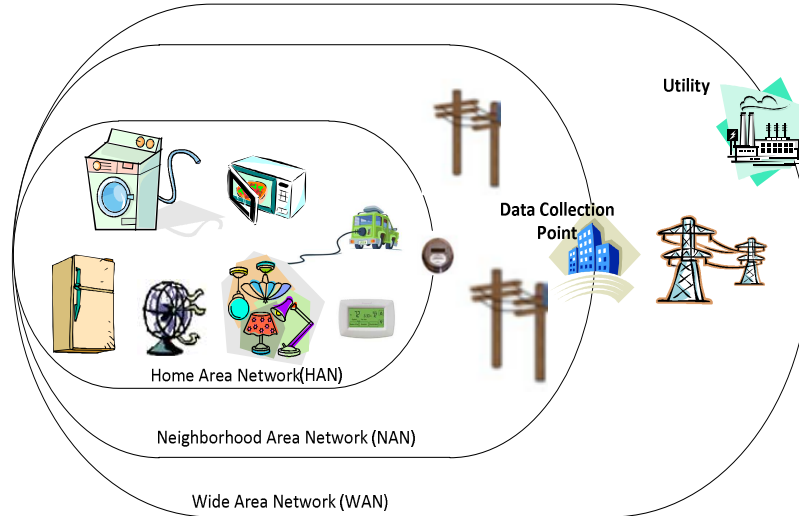 Utility
Data Collection
Point
Home Area Network(HAN)
Neighborhood Area Network (NAN)
Wide Area Network (WAN)